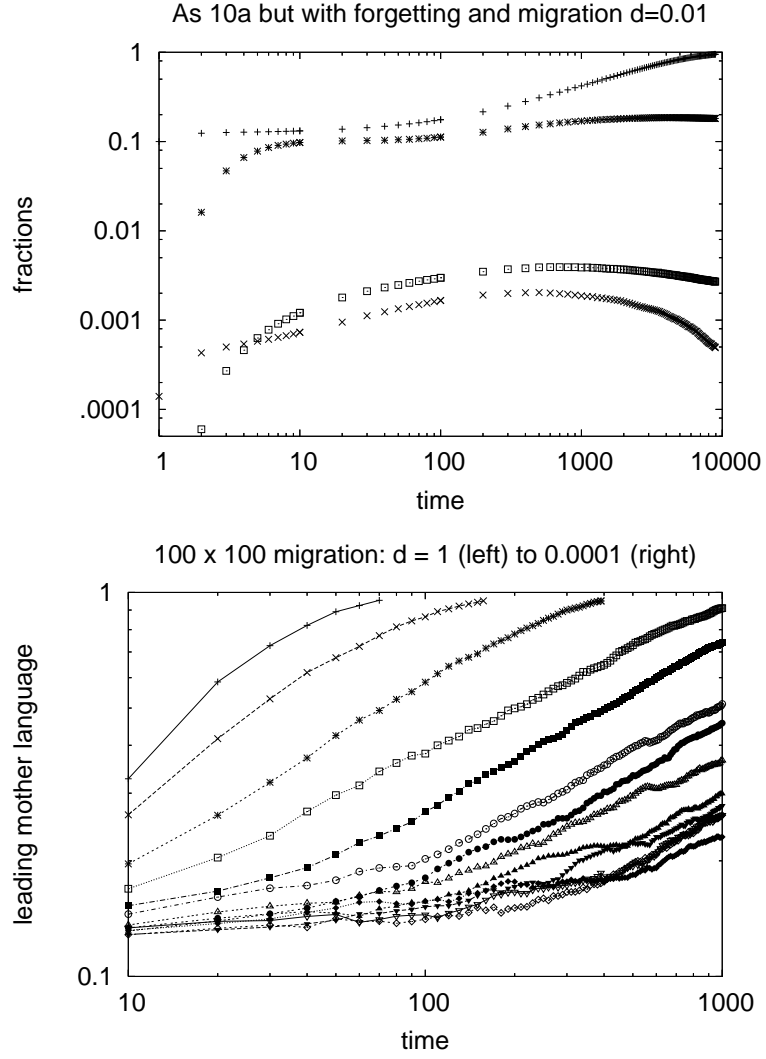 As 10a but with forgetting and migration d=0.01
1
0.1
0.01
0.001
.0001
fractions
1 10 100 1000 10000
time
100 x 100 migration: d = 1 (left) to 0.0001 (right)
1
0.1
leading mother language
10 100 1000
time